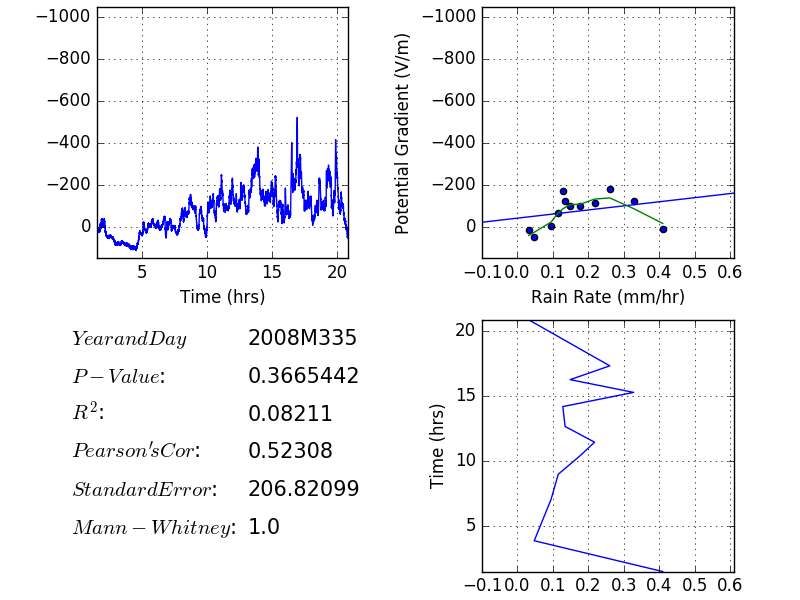 −1000
−800
−600
−400
−200
0
5 10 15 20
Time (hrs)
Potential Gradient (V/m)
−1000
−800
−600
−400
−200
0
−0.1 0.0 0.1 0.2 0.3 0.4 0.5 0.6
Rain Rate (mm/hr)
YearandDay 2008M335
P−Value: 0.3665442
R²: 0.08211
Pearson'sCor: 0.52308
StandardError: 206.82099
Mann−Whitney: 1.0
Time (hrs)
20
15
10
5
−0.1 0.0 0.1 0.2 0.3 0.4 0.5 0.6